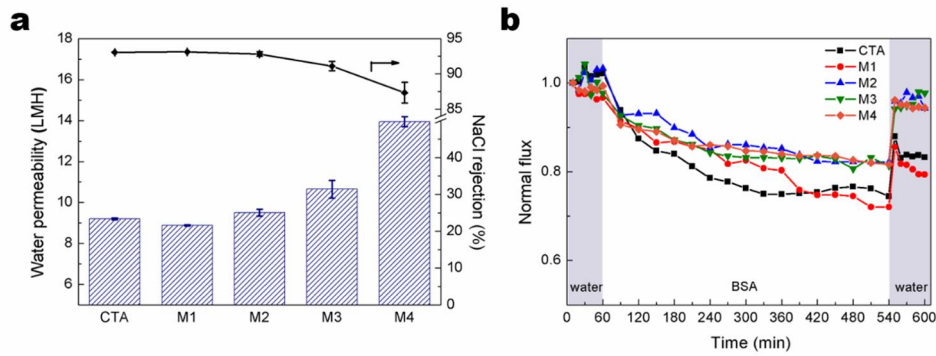 a
Water permeability (LMH)
18
16
14
12
10
8
6
95
90
85
40
30
20
10
0
NaCl rejection (%)
CTA M1 M2 M3 M4
b
Normal flux
1.0
0.8
0.6
CTA
M1
M2
M3
M4
water BSA water
0 60 120 180 240 300 360 420 480 540 600
Time (min)